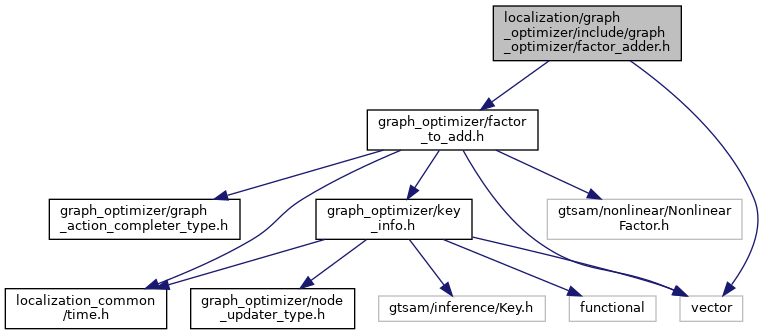 localization/graph
_optimizer/include/graph
_optimizer/factor_adder.h
graph_optimizer/factor
_to_add.h
graph_optimizer/graph
_action_completer_type.h
graph_optimizer/key
_info.h
gtsam/nonlinear/Nonlinear
Factor.h
localization_common
/time.h
graph_optimizer/node
_updater_type.h
gtsam/inference/Key.h
functional
vector